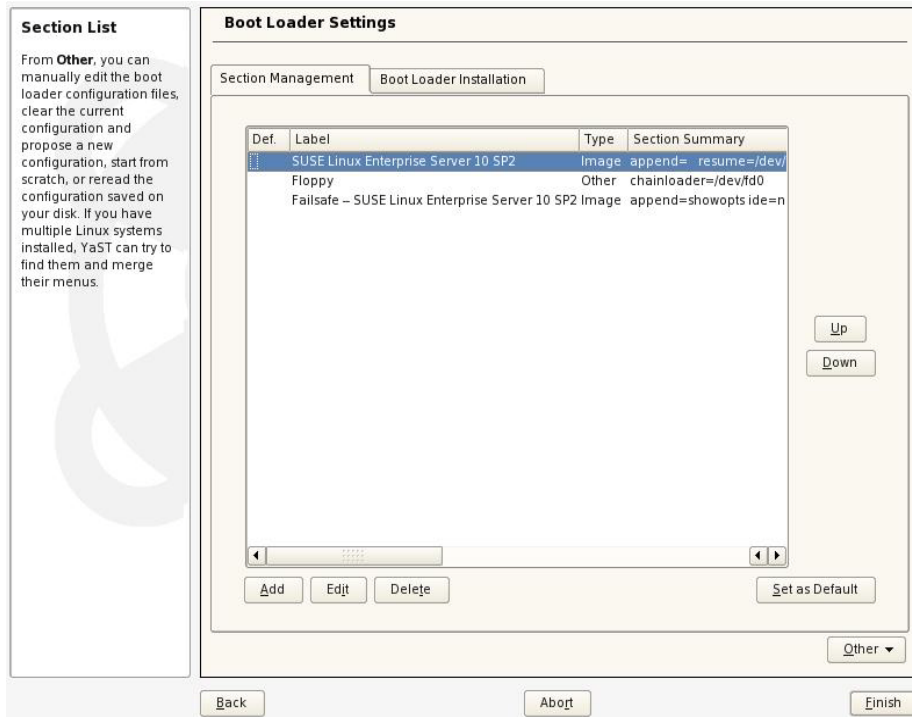 Section List
From Other, you can
manually edit the boot
loader configuration files,
clear the current
configuration and
propose a new
configuration, start from
scratch, or reread the
configuration saved on
your disk. If you have
multiple Linux systems
installed, YaST can try to
find them and merge
their menus.
Boot Loader Settings
Section Management
Boot Loader Installation
Def. Label Type Section Summary
SUSE Linux Enterprise Server 10 SP2 Image append= resume=/dev/
Floppy Other chainloader=/dev/fd0
Failsafe – SUSE Linux Enterprise Server 10 SP2 Image append=showopts ide=n
Up
Down
Add Edit Delete Set as Default
Other
Back Abort Finish